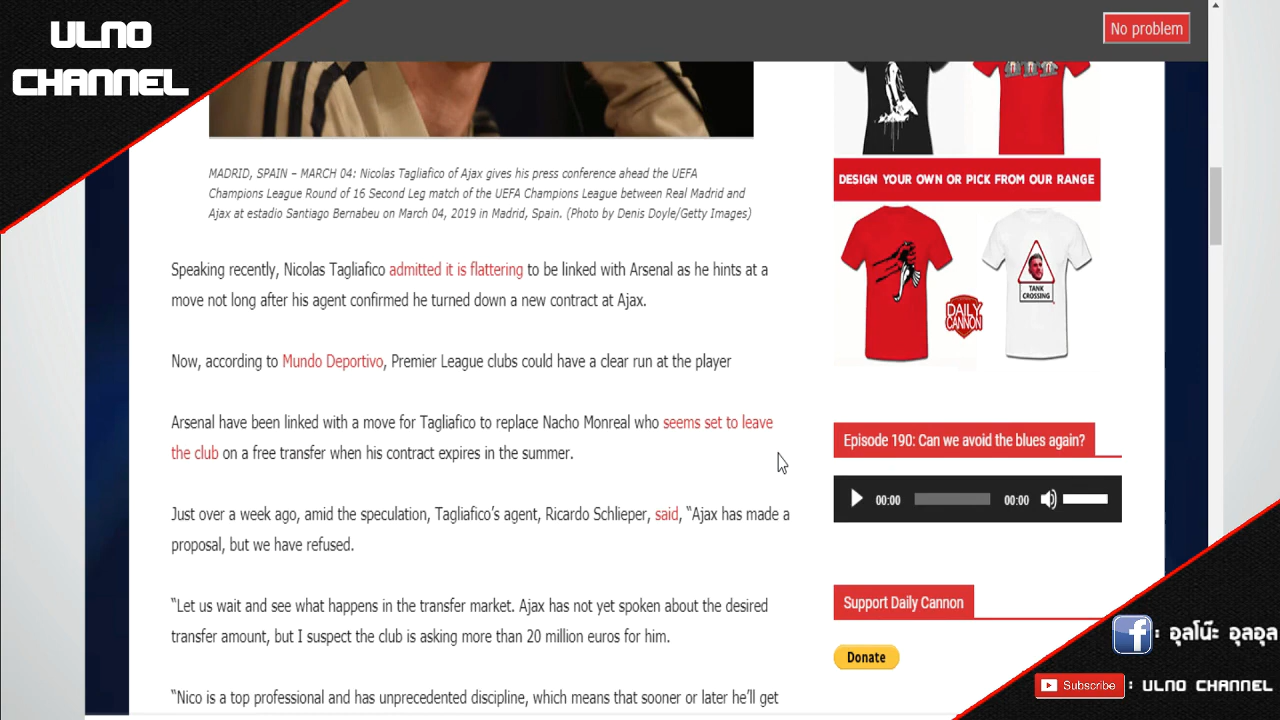 ULNO
CHANNEL
No problem
MADRID, SPAIN – MARCH 04: Nicolas Tagliafico of Ajax gives his press conference ahead the UEFA
Champions League Round of 16 Second Leg match of the UEFA Champions League between Real Madrid and
Ajax at estadio Santiago Bernabeu on March 04, 2019 in Madrid, Spain. (Photo by Denis Doyle/Getty Images)
Speaking recently, Nicolas Tagliafico admitted it is flattering to be linked with Arsenal as he hints at a
move not long after his agent confirmed he turned down a new contract at Ajax.
Now, according to Mundo Deportivo, Premier League clubs could have a clear run at the player
Arsenal have been linked with a move for Tagliafico to replace Nacho Monreal who seems set to leave
the club on a free transfer when his contract expires in the summer.
Just over a week ago, amid the speculation, Tagliafico’s agent, Ricardo Schlieper, said, “Ajax has made a
proposal, but we have refused.
“Let us wait and see what happens in the transfer market. Ajax has not yet spoken about the desired
transfer amount, but I suspect the club is asking more than 20 million euros for him.
“Nico is a top professional and has unprecedented discipline, which means that sooner or later he’ll get
DESIGN YOUR OWN OR PICK FROM OUR RANGE
TANK
CROSSING
DAILY
CANNON
Episode 190: Can we avoid the blues again?
00:00 00:00
Support Daily Cannon
Donate
f : อุลโน๊ะ อุลอุล
Subscribe : ULNO CHANNEL